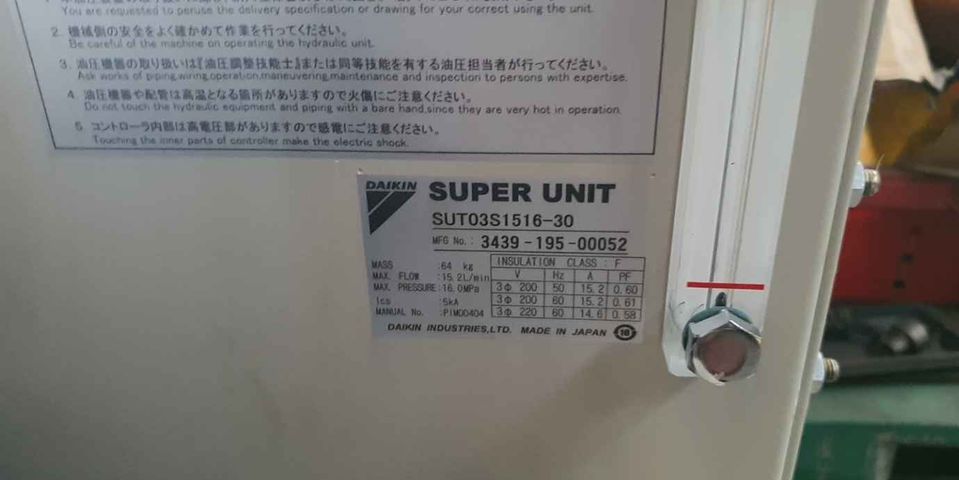 You are requested to peruse the delivery specification or drawing for your correct using the unit.
2. 機械側の安全をよく確かめて作業を行ってください。
Be careful of the machine on operating the hydraulic unit.
3. 油圧機器の取り扱いは『油圧調整技能士』または同等技能を有する油圧担当者が行ってください。
Ask works of piping,wiring,operation,maneuvering,maintenance and inspection to persons with expertise.
4. 油圧機器や配管は高温となる箇所がありますので火傷にご注意ください。
Do not touch the hydraulic equipment and piping with a bare hand,since they are very hot in operation.
5. コントローラ内部は高電圧部がありますので感電にご注意ください。
Touching the inner parts of controller make the electric shock.
DAIKIN SUPER UNIT
SUT03S1516-30
MFG No.: 3439-195-00052
MASS :64 kg
MAX. FLOW :15.2L/min
MAX. PRESSURE:16.0MPa
Ics :5kA
MANUAL No. :PIM00404
INSULATION CLASS : F
V Hz A PF
3Φ 200 50 15.2 0.60
3Φ 200 60 15.2 0.61
3Φ 220 60 14.6 0.58
DAIKIN INDUSTRIES,LTD. MADE IN JAPAN